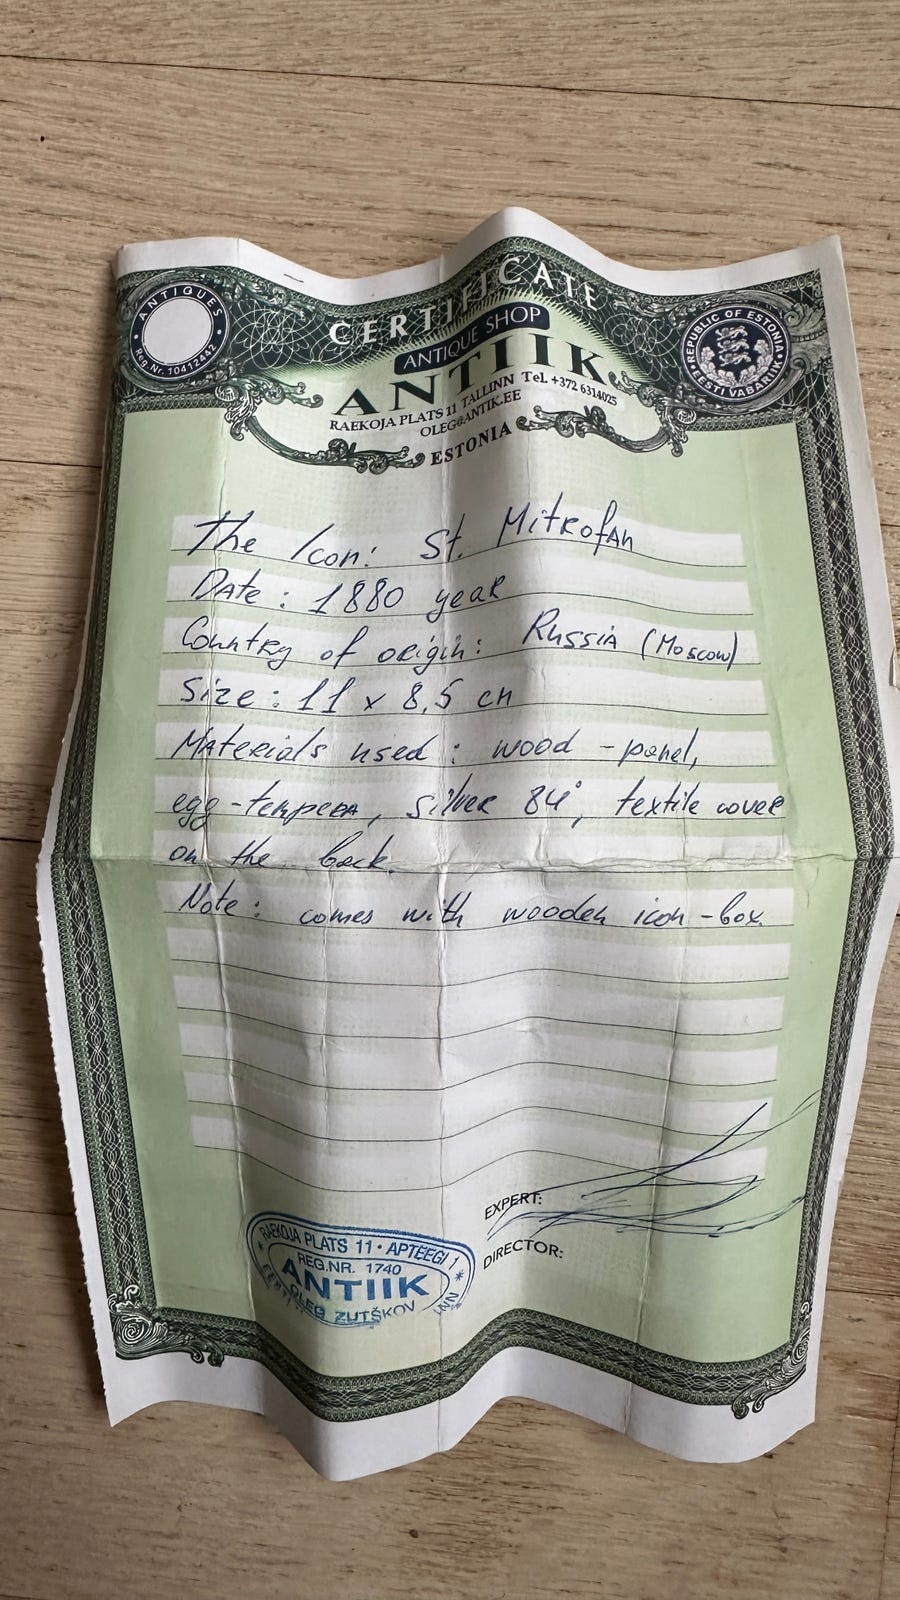 CERTIFICATE
ANTIQUE SHOP
ANTIIK
RAEKOJA PLATS 11 TALLINN Tel. +372 6314025
OLEG@ANTIK.EE
ESTONIA
ANTIQUES
Reg.Nr. 10412442
REPUBLIC OF ESTONIA
EESTI VABARIIK
The Icon: St. Mitrofan
Date: 1880 year
Country of origin: Russia (Moscow)
Size: 11 x 8,5 cm
Materials used: wood-panel,
egg-tempera, silver 84°, textile cover
on the back.
Note: comes with wooden icon-box.
EXPERT:
DIRECTOR:
RAEKOJA PLATS 11 • APTEEGI 1
REG.NR. 1740
ANTIIK
OLEG ZUTŠKOV